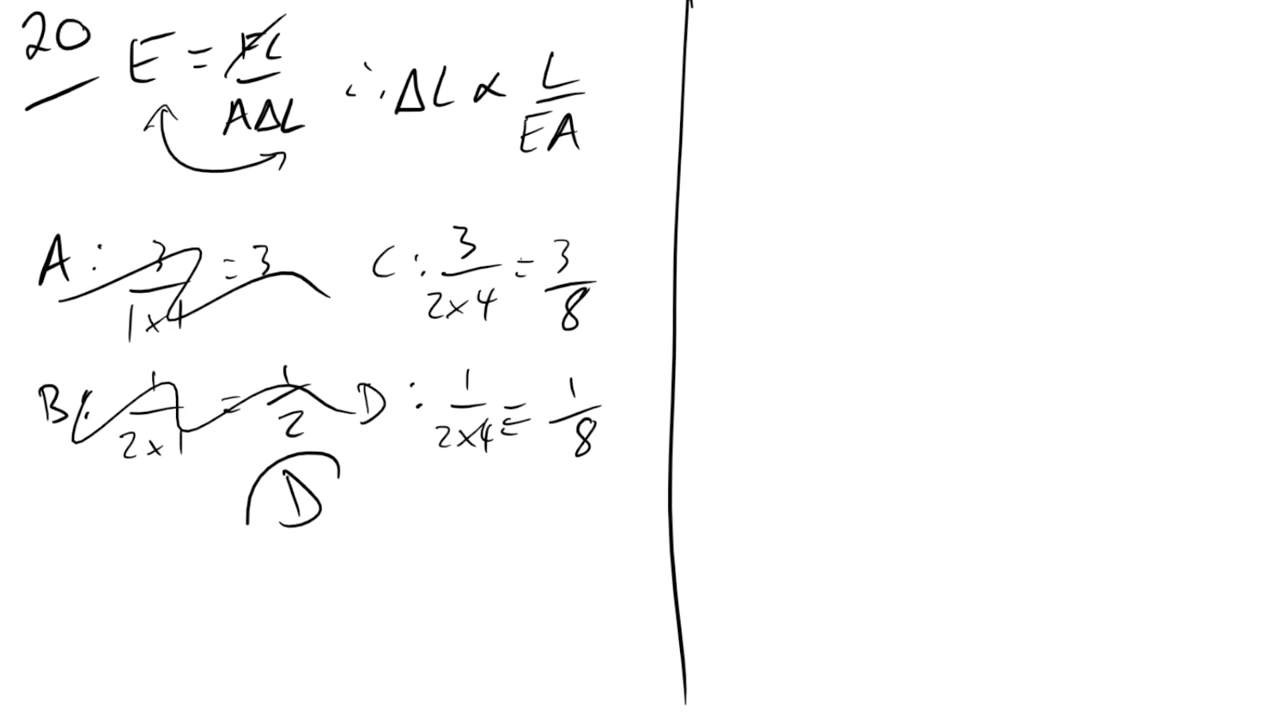 20 E = FL / AΔL ∴ ΔL ∝ L / EA
A: 3 / 1×4 = 3
C: 3 / 2×4 = 3 / 8
B: 1 / 2×1 = 1 / 2
D: 1 / 2×4 = 1 / 8
D